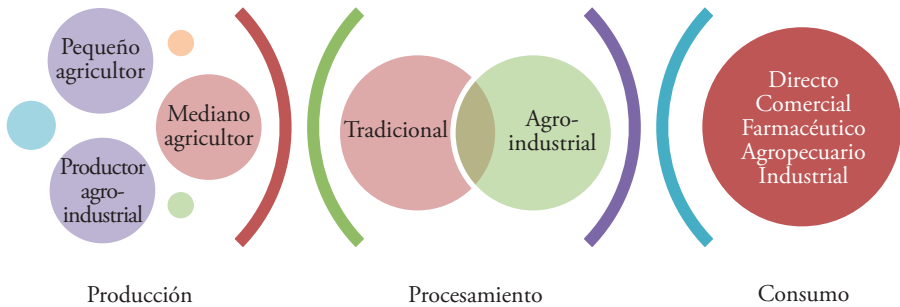 Pequeño
agricultor
Mediano
agricultor
Productor
agro-
industrial
Tradicional
Agro-
industrial
Directo
Comercial
Farmacéutico
Agropecuario
Industrial
Producción
Procesamiento
Consumo